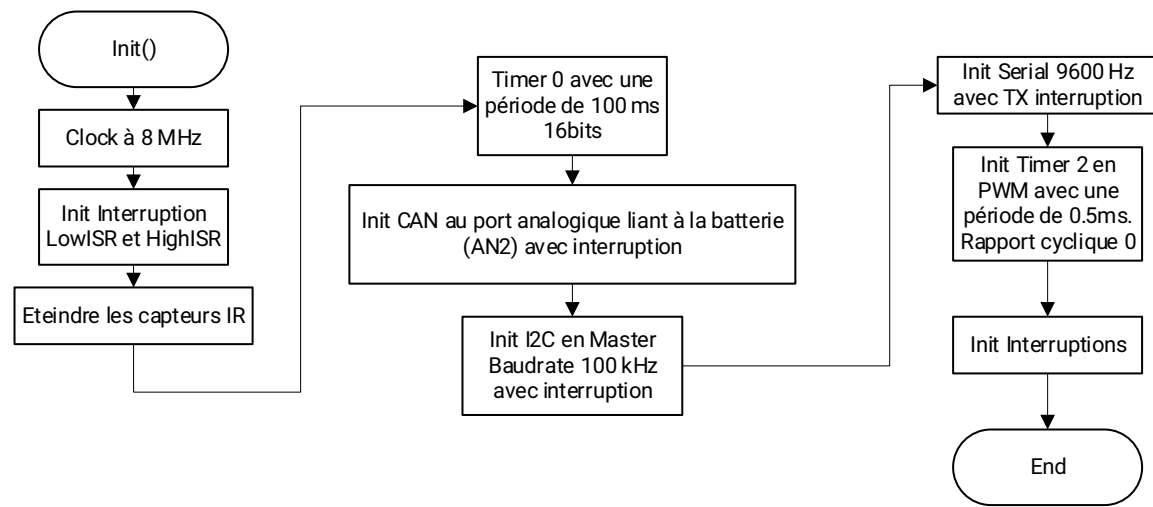 Init()
Clock à 8 MHz
Init Interruption
LowISR et HighISR
Eteindre les capteurs IR
Timer 0 avec une
période de 100 ms
16bits
Init CAN au port analogique liant à la batterie
(AN2) avec interruption
Init I2C en Master
Baudrate 100 kHz
avec interruption
Init Serial 9600 Hz
avec TX interruption
Init Timer 2 en
PWM avec une
période de 0.5ms.
Rapport cyclique 0
Init Interruptions
End